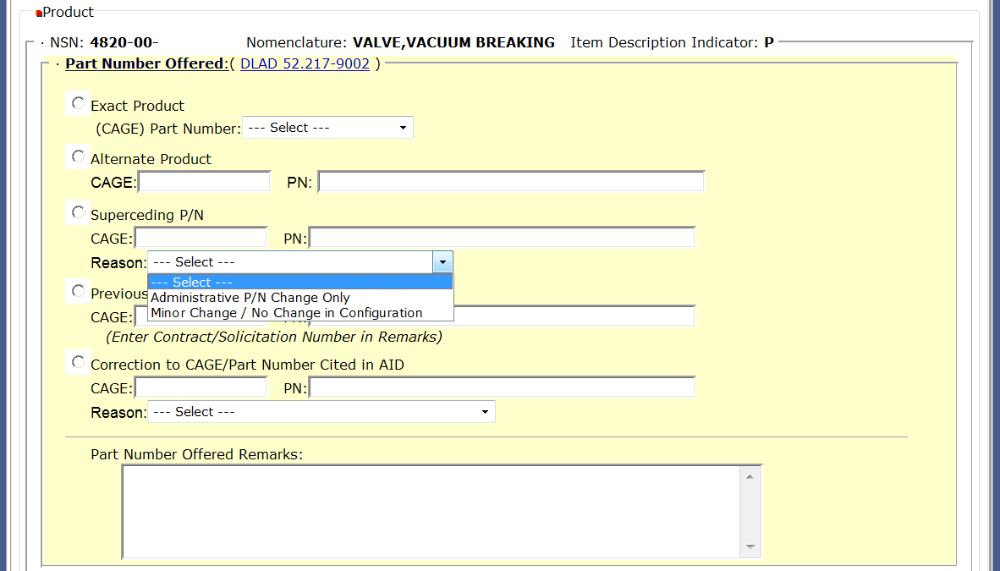 Product
· NSN: 4820-00- Nomenclature: VALVE,VACUUM BREAKING Item Description Indicator: P
· Part Number Offered:( DLAD 52.217-9002 )
Exact Product
(CAGE) Part Number: --- Select ---
Alternate Product
CAGE: PN:
Superceding P/N
CAGE: PN:
Reason: --- Select ---
--- Select ---
Administrative P/N Change Only
Previous
Minor Change / No Change in Configuration
CAGE:
(Enter Contract/Solicitation Number in Remarks)
Correction to CAGE/Part Number Cited in AID
CAGE: PN:
Reason: --- Select ---
Part Number Offered Remarks: